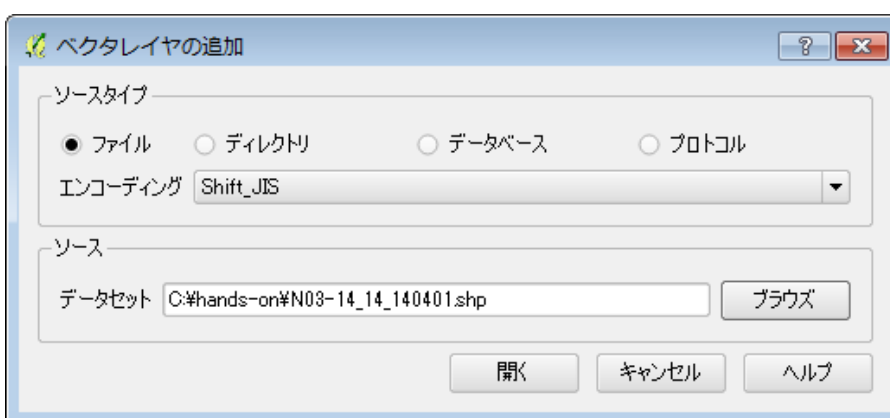 ベクタレイヤの追加
ソースタイプ
ファイル ディレクトリ データベース プロトコル
エンコーディング Shift_JIS
ソース
データセット C:¥hands-on¥N03-14_14_140401.shp ブラウズ
開く キャンセル ヘルプ